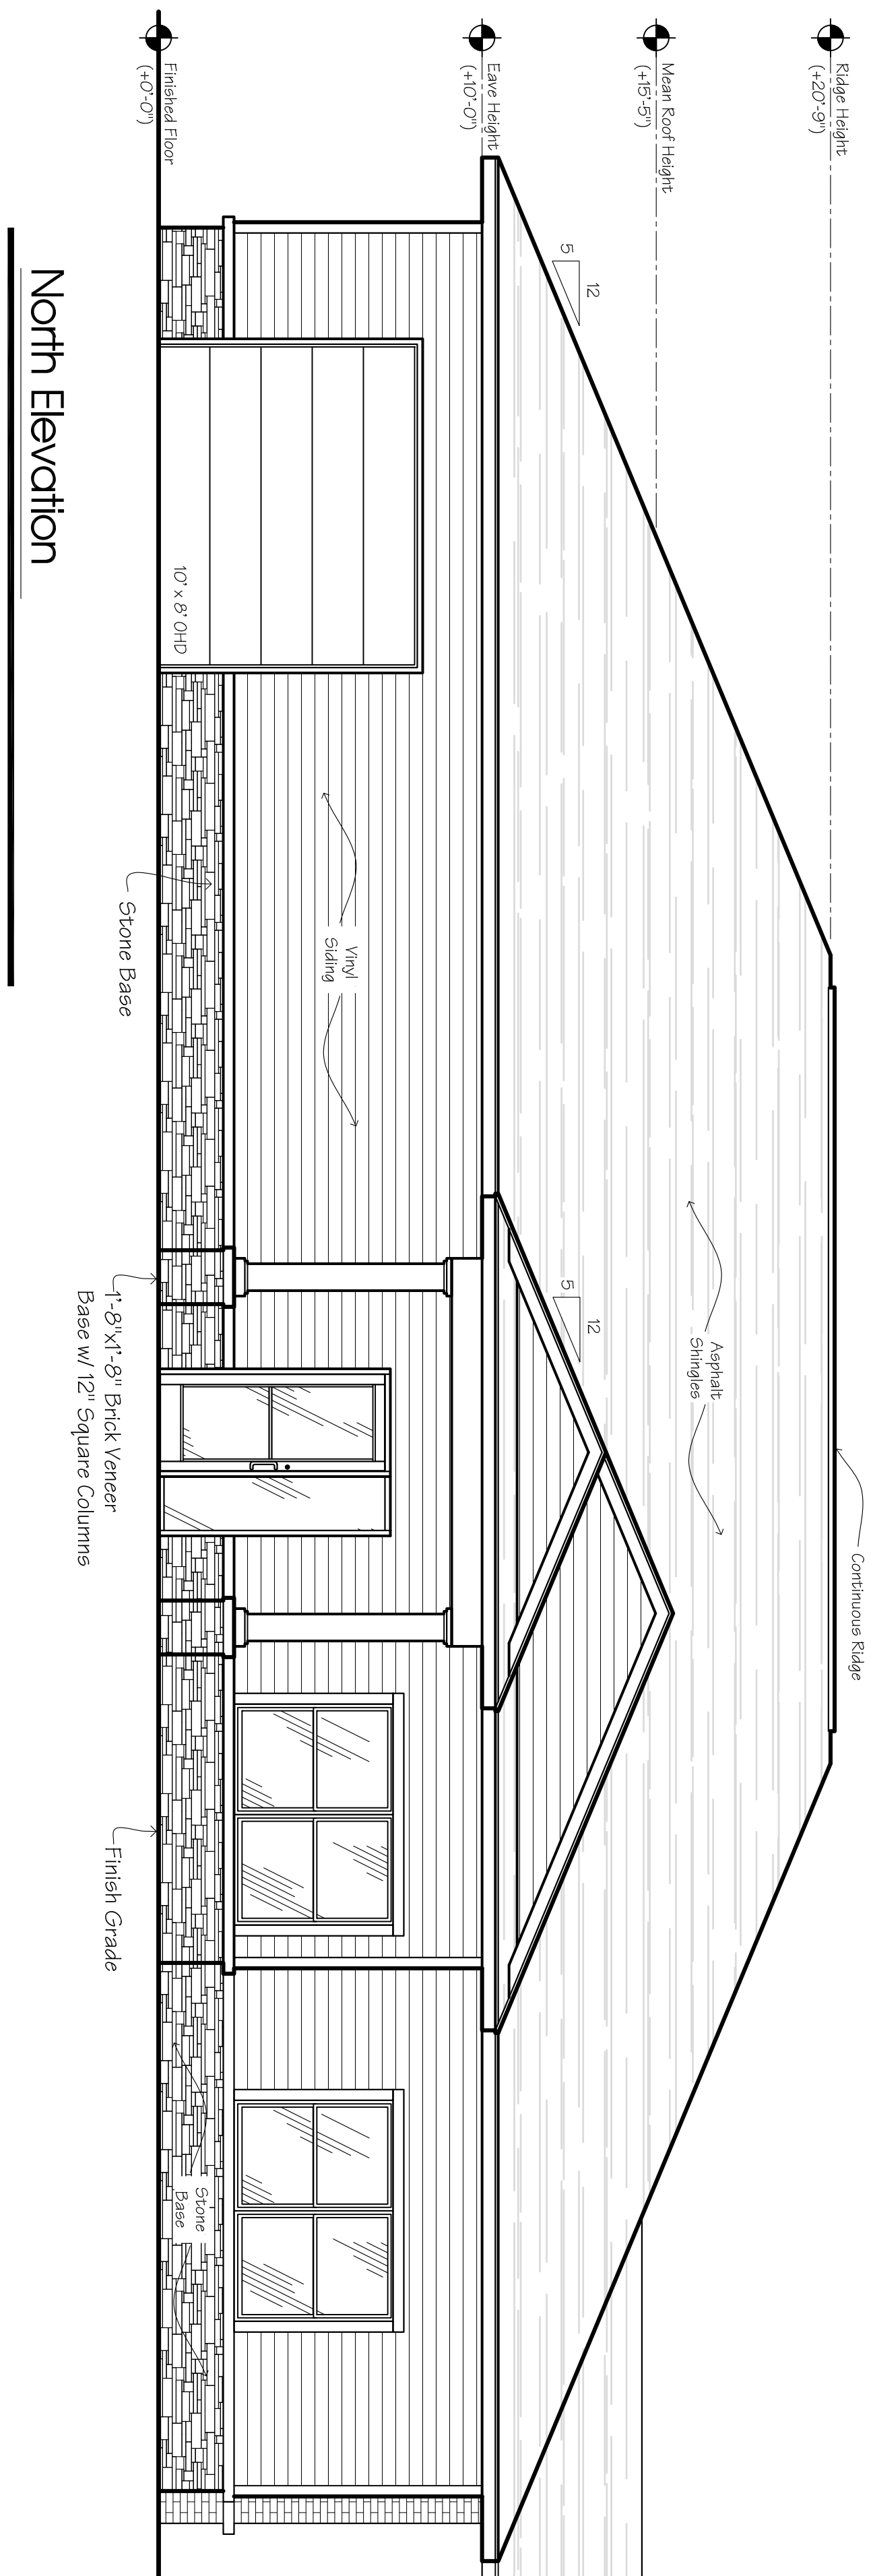 Ridge Height
(+20'-9")
Mean Roof Height
(+15'-5")
Eave Height
(+10'-0")
Finished Floor
(+0'-0")
12
5
12
5
Continuous Ridge
Asphalt
Shingles
Vinyl
Siding
10' x 8' OHD
Stone
Base
Stone Base
1'-8"x1'-8" Brick Veneer
Base w/ 12" Square Columns
Finish Grade
North Elevation